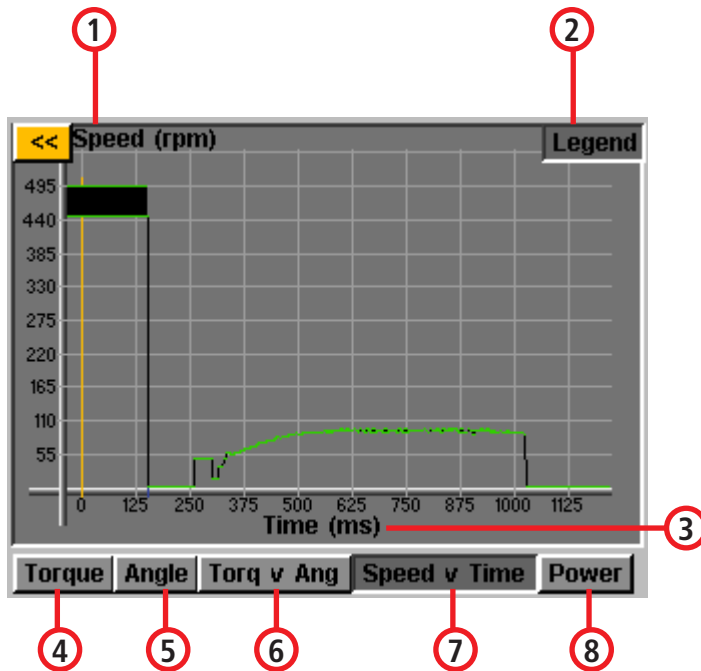 1 2
<< Speed (rpm) Legend
495
440
385
330
275
220
165
110
55
0 125 250 375 500 625 750 875 1000 1125
Time (ms) 3
Torque Angle Torq v Ang Speed v Time Power
4 5 6 7 8